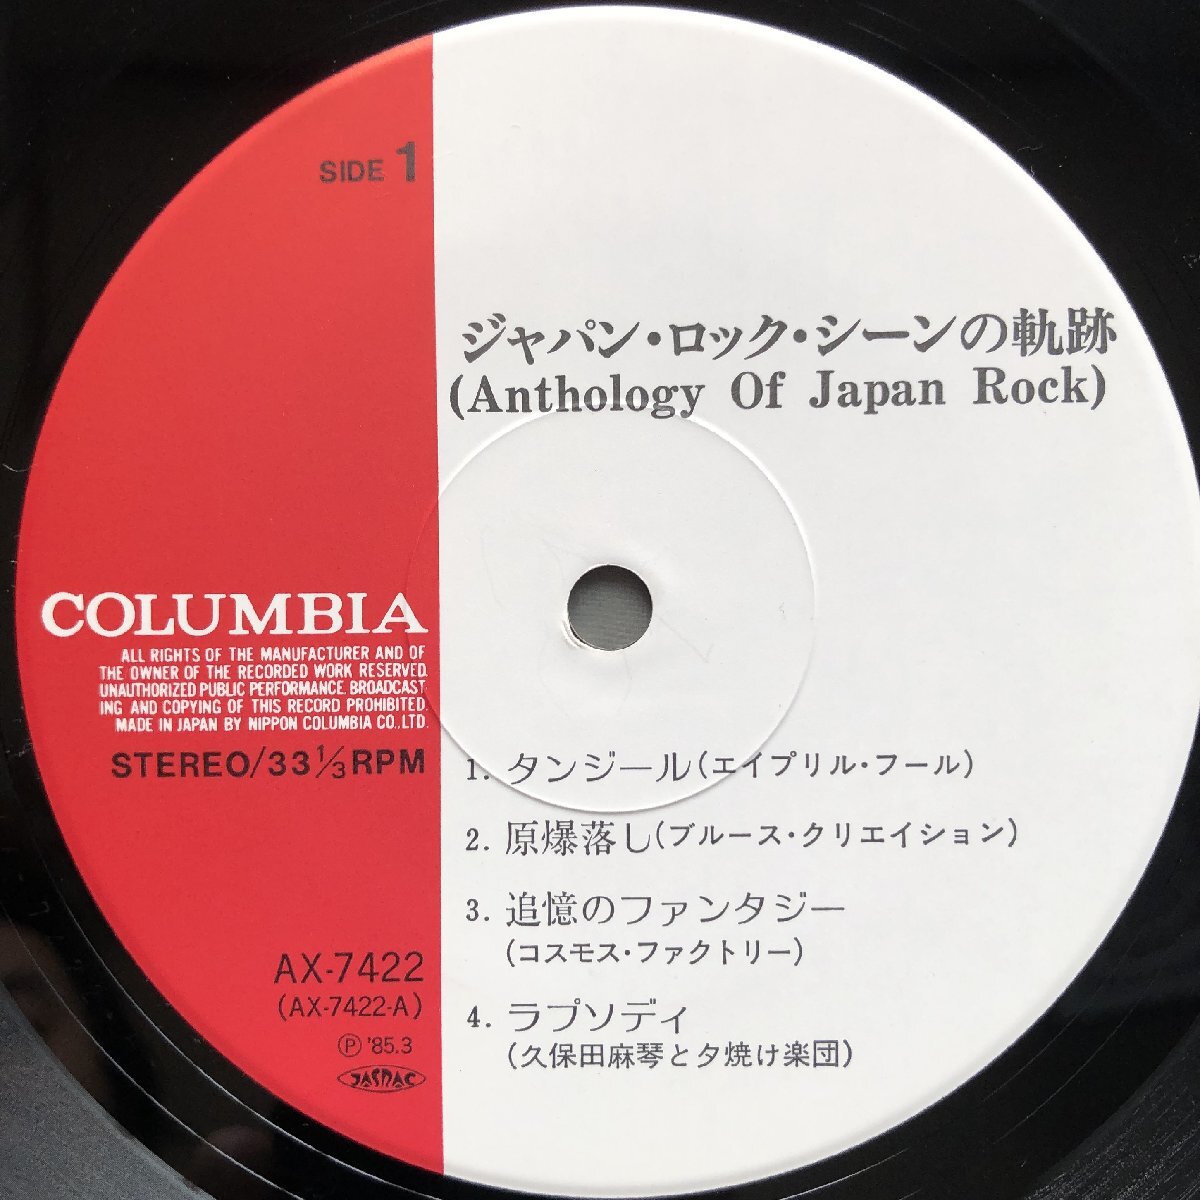 SIDE 1
ジャパン・ロック・シーンの軌跡
(Anthology Of Japan Rock)
COLUMBIA
ALL RIGHTS OF THE MANUFACTURER AND OF
THE OWNER OF THE RECORDED WORK RESERVED.
UNAUTHORIZED PUBLIC PERFORMANCE. BROADCAST
ING AND COPYING OF THIS RECORD PROHIBITED.
MADE IN JAPAN BY NIPPON COLUMBIA CO.,LTD.
STEREO/33⅓RPM
1. タンジール(エイプリル・フール)
2. 原爆落し(ブルース・クリエイション)
3. 追憶のファンタジー
(コスモス・ファクトリー)
4. ラプソディ
(久保田麻琴と夕焼け楽団)
AX-7422
(AX-7422-A)
Ⓟ '85.3
JASRAC